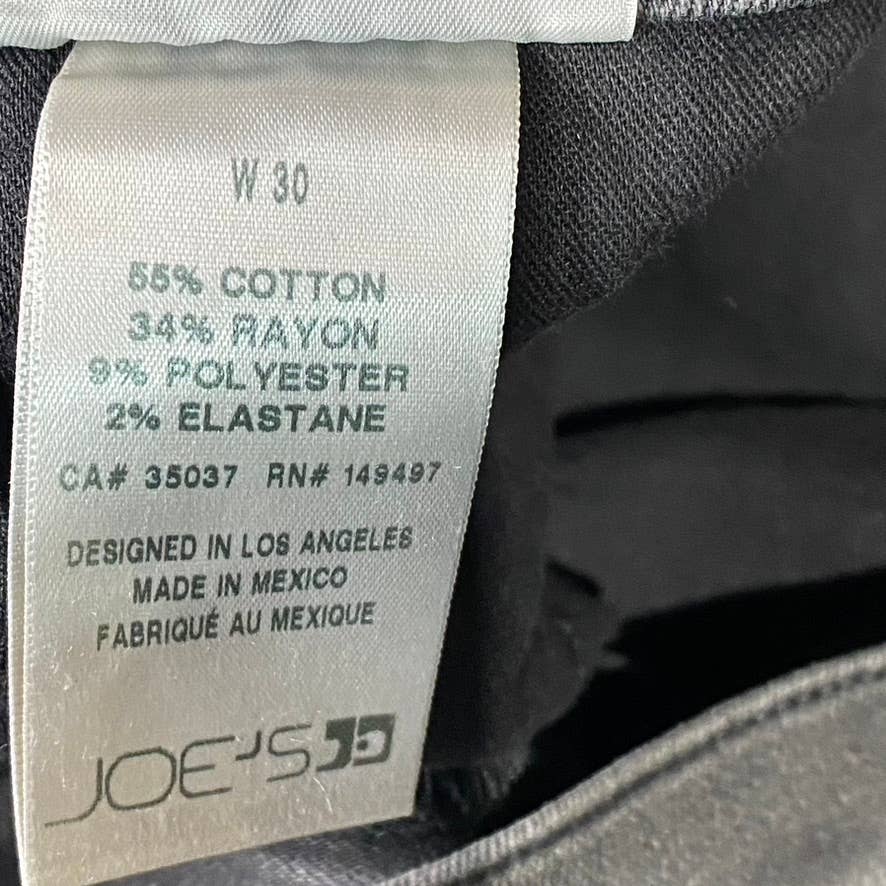 W 30
55% COTTON
34% RAYON
9% POLYESTER
2% ELASTANE
CA# 35037 RN# 149497
DESIGNED IN LOS ANGELES
MADE IN MEXICO
FABRIQUÉ AU MEXIQUE
JOE'S